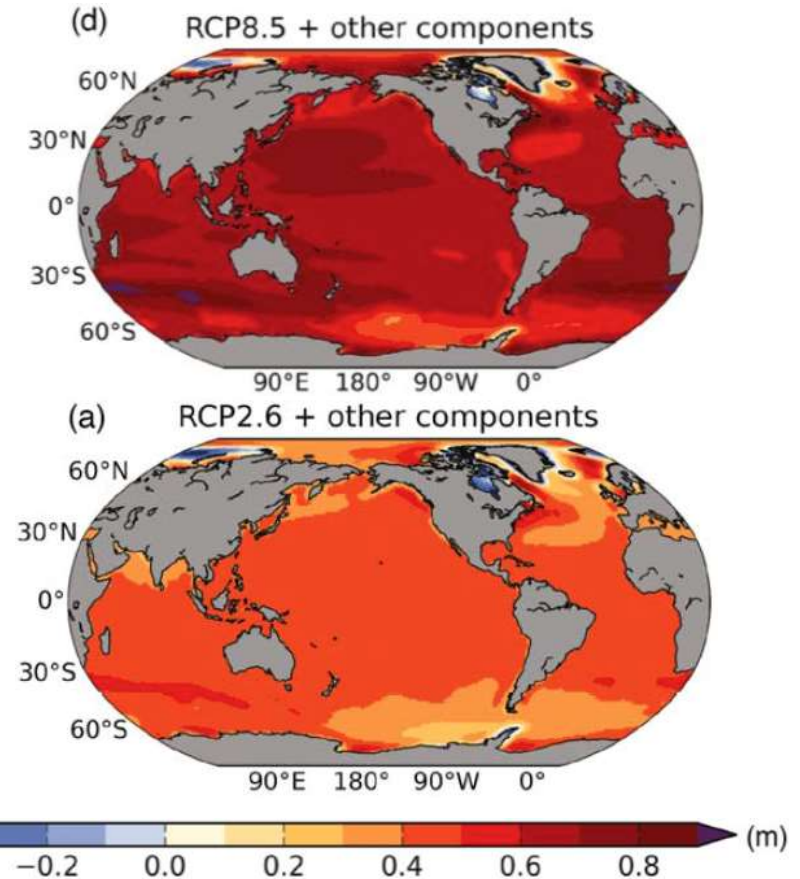 (d)
RCP8.5 + other components
60°N
30°N
0°
30°S
60°S
90°E 180° 90°W 0°
(a) RCP2.6 + other components
60°N
30°N
0°
30°S
60°S
90°E 180° 90°W 0°
(m)
−0.2 0.0 0.2 0.4 0.6 0.8